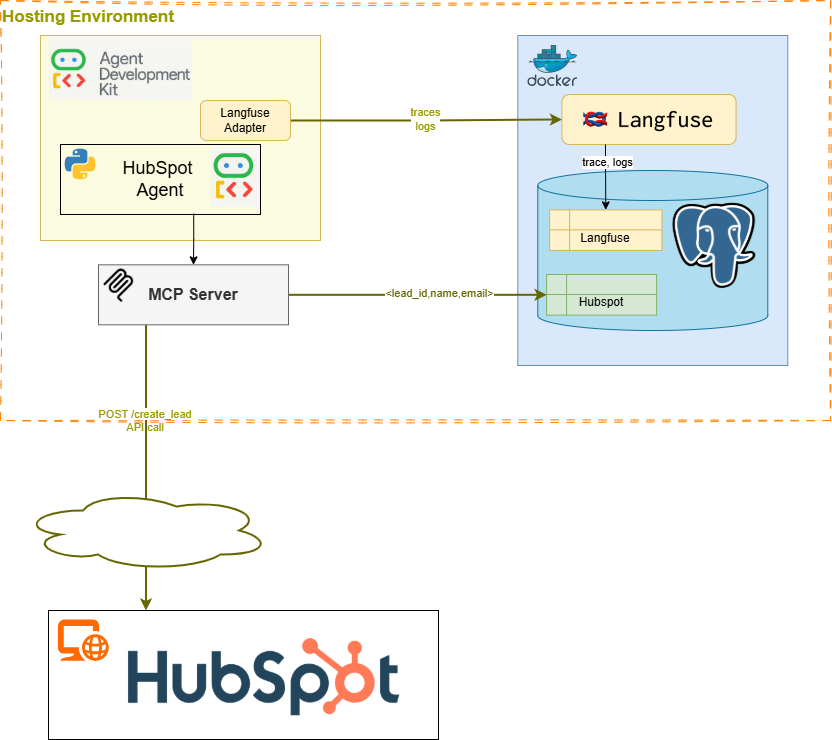 Hosting Environment
Agent
Development
Kit
docker
Langfuse
Adapter
traces
logs
Langfuse
HubSpot
Agent
trace, logs
Langfuse
MCP Server
<lead_id,name,email>
Hubspot
POST /create_lead
API call
HubSpot